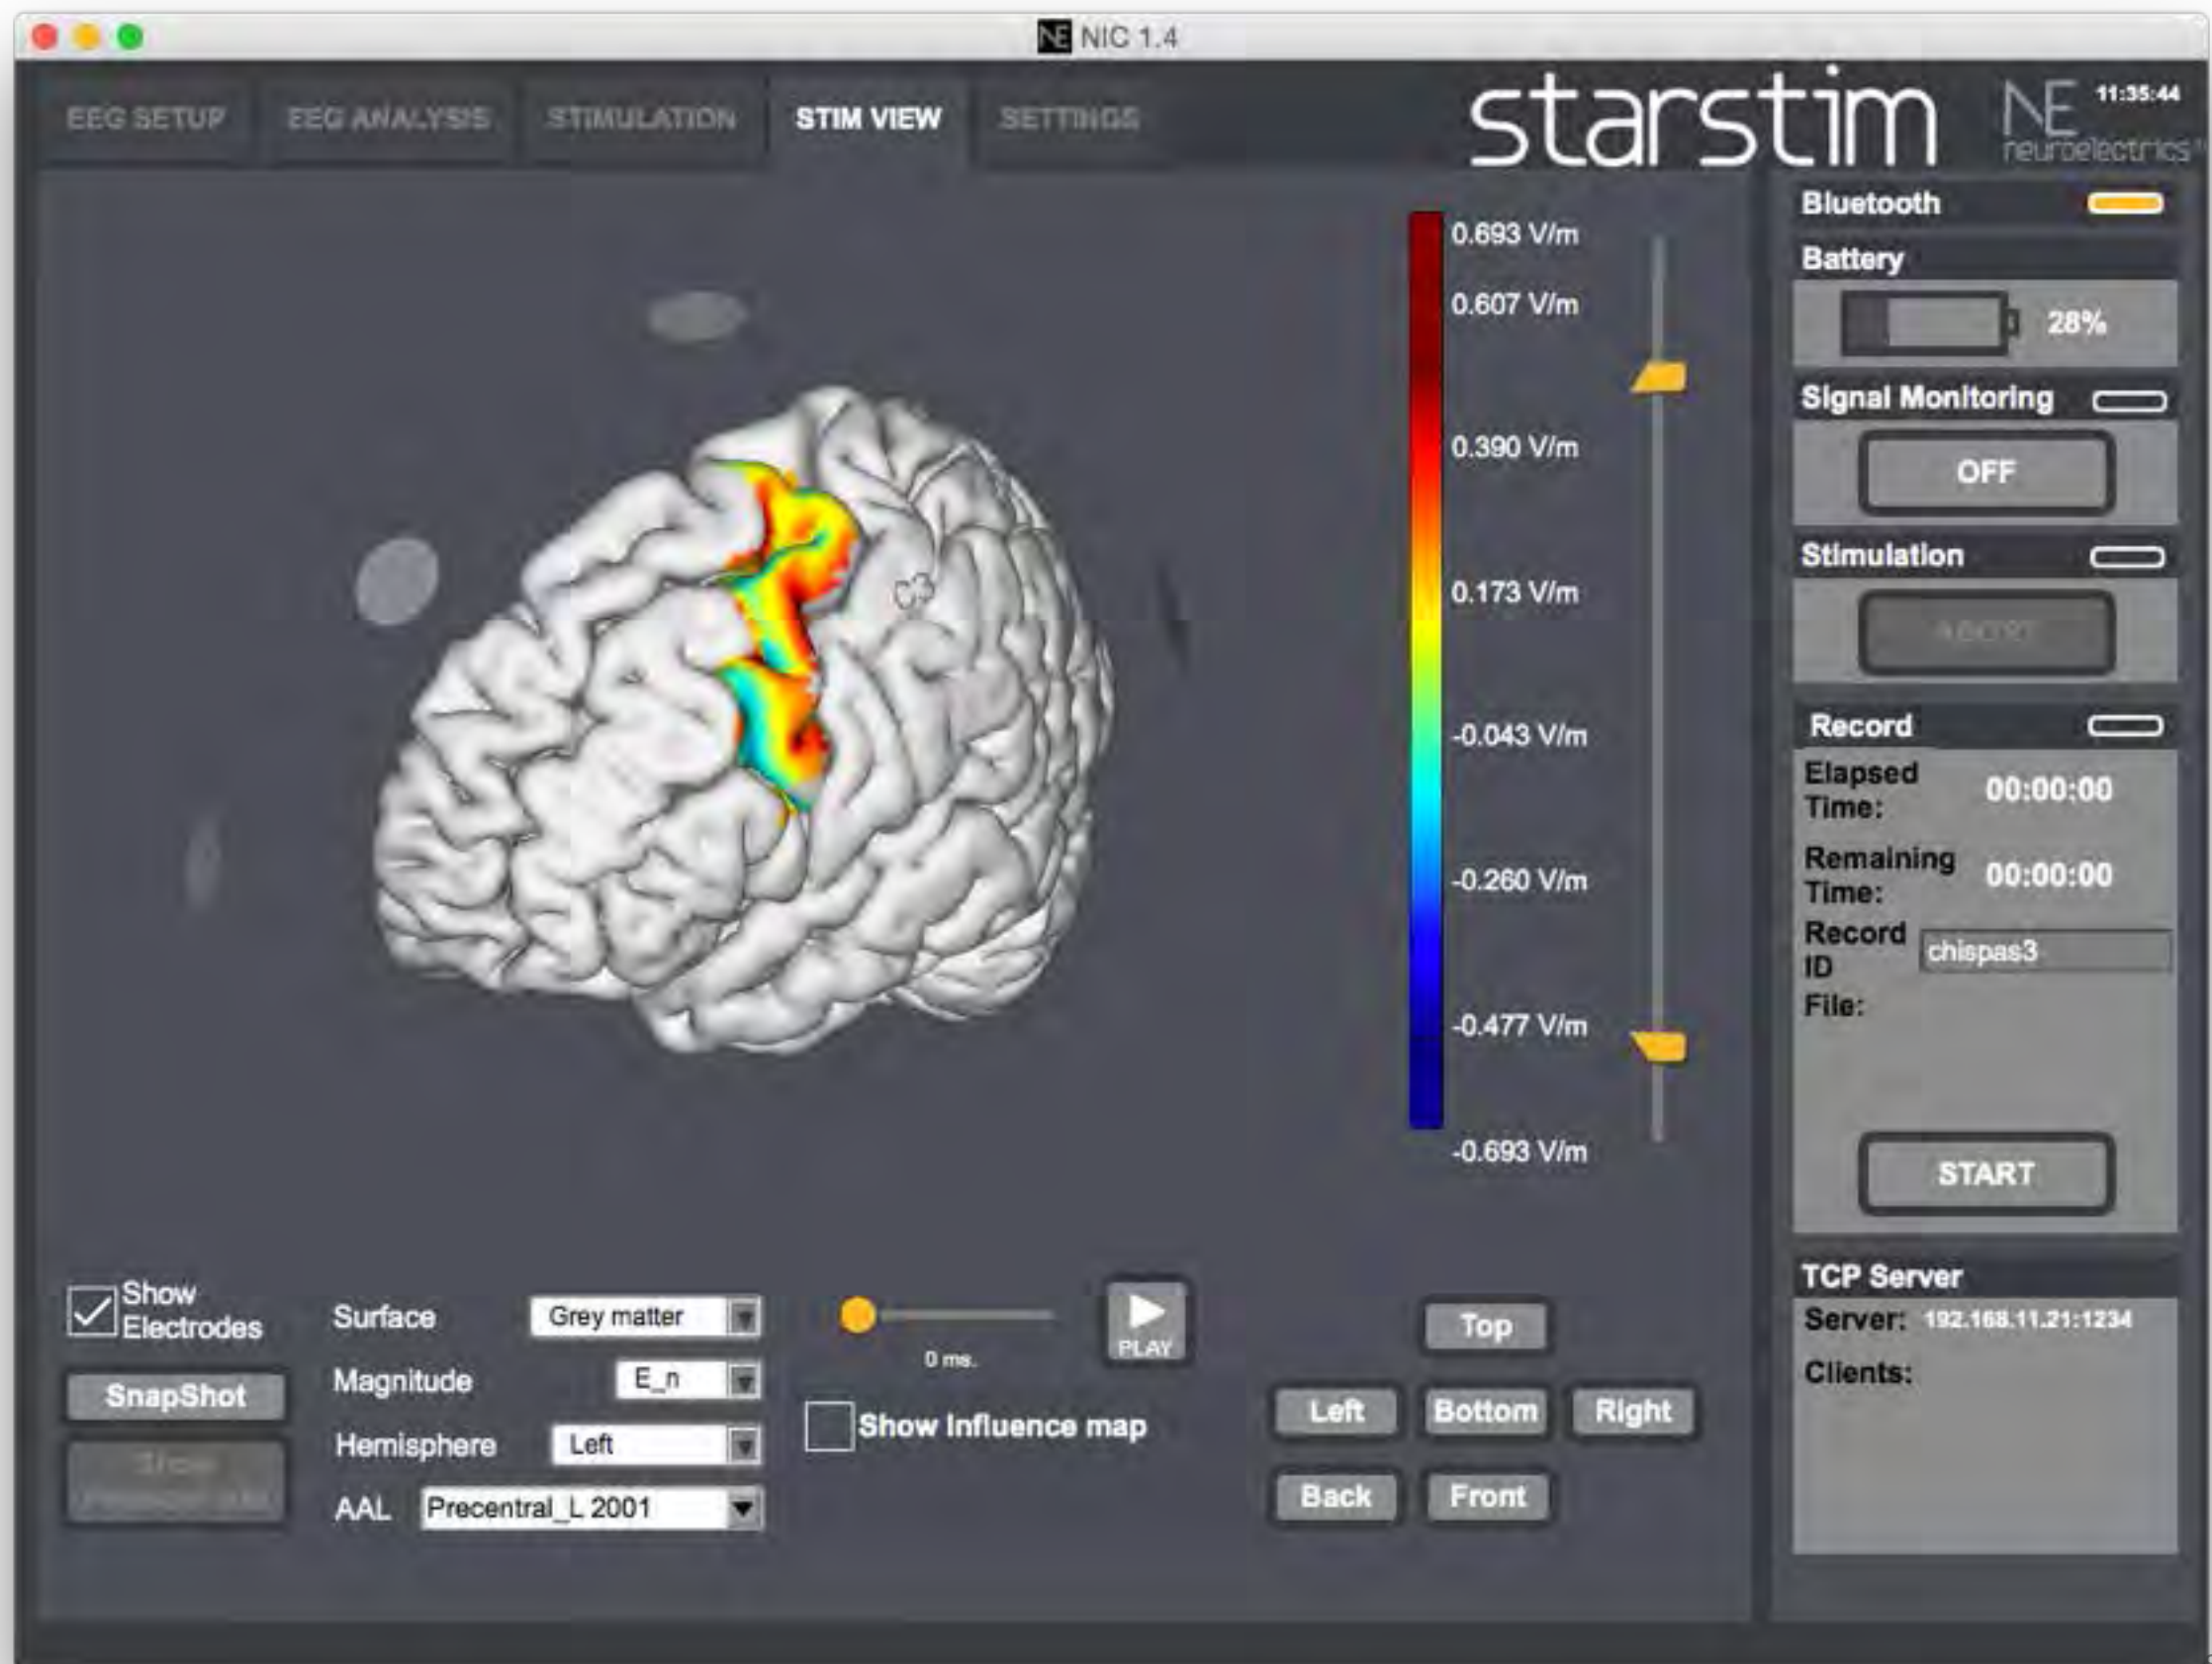 NE NIC 1.4
EEG SETUP
EEG ANALYSIS
STIMULATION
STIM VIEW
SETTINGS
starstim
NE
neuroelectrics
11:35:44
0.693 V/m
0.607 V/m
0.390 V/m
0.173 V/m
-0.043 V/m
-0.260 V/m
-0.477 V/m
-0.693 V/m
C3
Bluetooth
Battery
28%
Signal Monitoring
OFF
Stimulation
ABORT
Record
Elapsed
Time:
00:00:00
Remaining
Time:
00:00:00
Record
ID
chispas3
File:
START
TCP Server
Server: 192.168.11.21:1234
Clients:
Show
Electrodes
SnapShot
Show
Surface
Grey matter
Magnitude
E_n
Hemisphere
Left
AAL
Precentral_L 2001
0 ms.
PLAY
Show Influence map
Top
Left
Bottom
Right
Back
Front